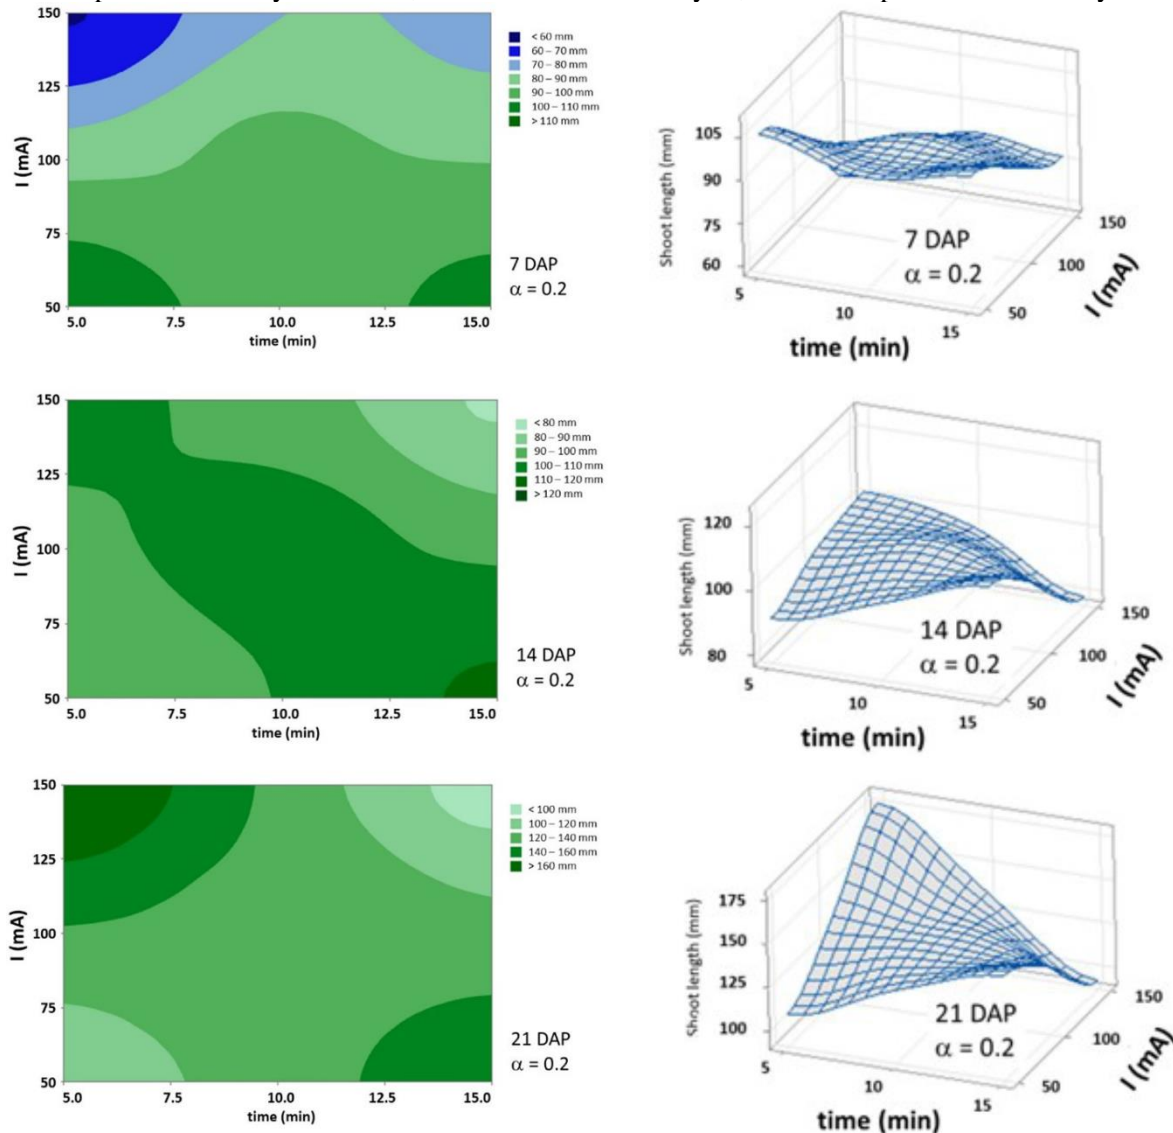 150
125
100
75
50
I (mA)
5.0 7.5 10.0 12.5 15.0
time (min)
< 60 mm
60 – 70 mm
70 – 80 mm
80 – 90 mm
90 – 100 mm
100 – 110 mm
> 110 mm
7 DAP
α = 0.2
Shoot length (mm)
105
90
75
60
5
10
15
time (min)
50
100
150
I (mA)
7 DAP
α = 0.2
150
125
100
75
50
I (mA)
5.0 7.5 10.0 12.5 15.0
time (min)
< 80 mm
80 – 90 mm
90 – 100 mm
100 – 110 mm
110 – 120 mm
> 120 mm
14 DAP
α = 0.2
Shoot length (mm)
120
100
80
5
10
15
time (min)
50
100
150
I (mA)
14 DAP
α = 0.2
150
125
100
75
50
I (mA)
5.0 7.5 10.0 12.5 15.0
time (min)
< 100 mm
100 – 120 mm
120 – 140 mm
140 – 160 mm
> 160 mm
21 DAP
α = 0.2
Shoot length (mm)
175
150
125
100
5
10
15
time (min)
50
100
150
I (mA)
21 DAP
α = 0.2